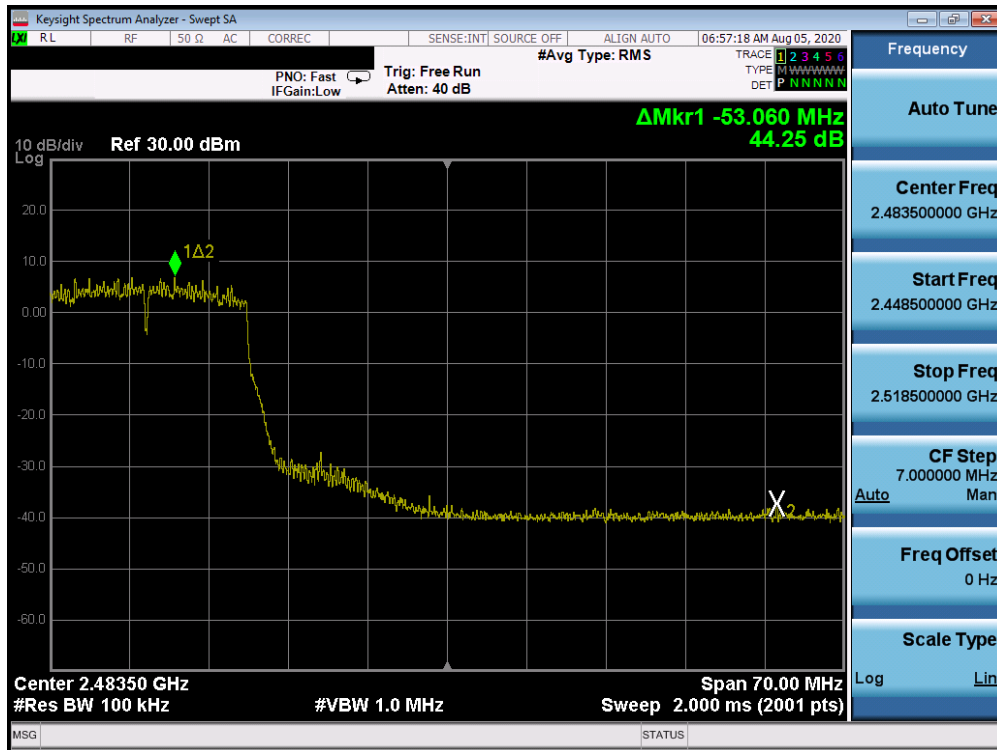 Keysight Spectrum Analyzer - Swept SA
LXI RL RF 50 Ω AC CORREC SENSE:INT SOURCE OFF ALIGN AUTO 06:57:18 AM Aug 05, 2020
#Avg Type: RMS
TRACE 1 2 3 4 5 6
TYPE M W W W W W
DET P N N N N N
PNO: Fast
IFGain:Low
Trig: Free Run
Atten: 40 dB
ΔMkr1 -53.060 MHz
44.25 dB
10 dB/div
Log
Ref 30.00 dBm
20.0
10.0
0.00
-10.0
-20.0
-30.0
-40.0
-50.0
-60.0
1Δ2
X2
Center 2.48350 GHz
Span 70.00 MHz
#Res BW 100 kHz
#VBW 1.0 MHz
Sweep 2.000 ms (2001 pts)
MSG
STATUS
Frequency
Auto Tune
Center Freq
2.483500000 GHz
Start Freq
2.448500000 GHz
Stop Freq
2.518500000 GHz
CF Step
7.000000 MHz
Auto Man
Freq Offset
0 Hz
Scale Type
Log Lin